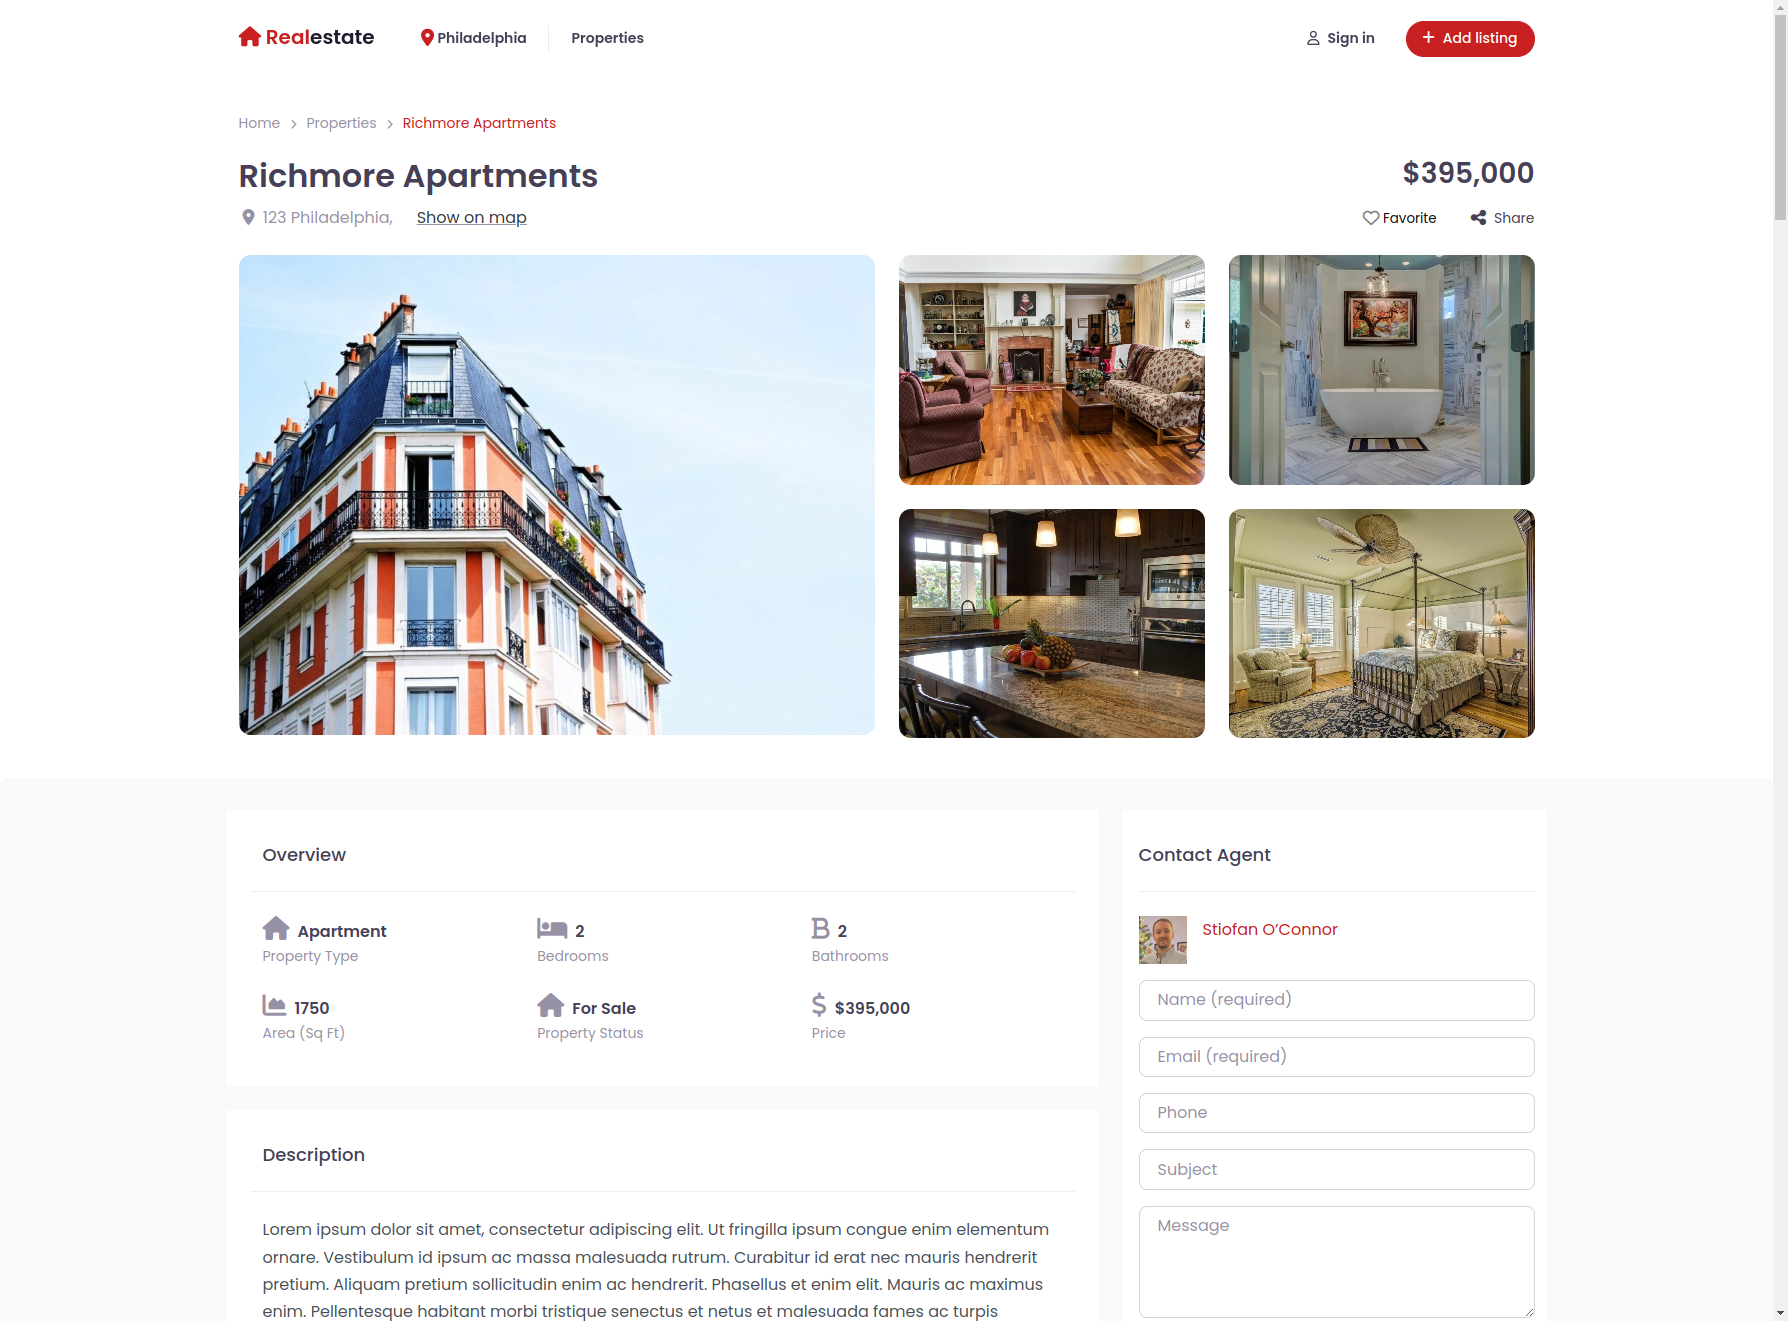 Realestate Philadelphia Properties Sign in Add listing
Home Properties Richmore Apartments
Richmore Apartments $395,000
123 Philadelphia, Show on map Favorite Share
Overview
Apartment 2 2
Property Type Bedrooms Bathrooms
1750 For Sale $395,000
Area (Sq Ft) Property Status Price
Description
Lorem ipsum dolor sit amet, consectetur adipiscing elit. Ut fringilla ipsum congue enim elementum
ornare. Vestibulum id ipsum ac massa malesuada rutrum. Curabitur id erat nec mauris hendrerit
pretium. Aliquam pretium sollicitudin enim ac hendrerit. Phasellus et enim elit. Mauris ac maximus
enim. Pellentesque habitant morbi tristique senectus et netus et malesuada fames ac turpis
Contact Agent
Stiofan O'Connor
Name (required)
Email (required)
Phone
Subject
Message